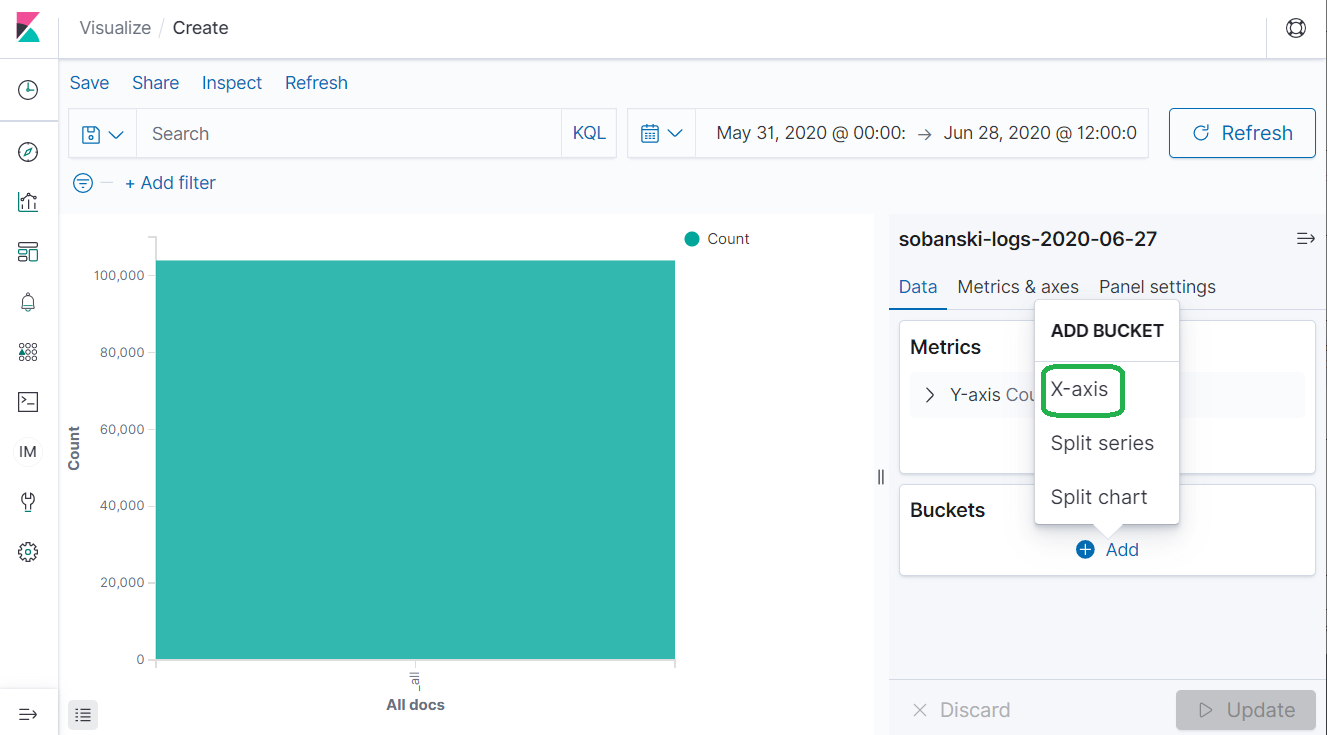 Visualize / Create
Save Share Inspect Refresh
Search KQL May 31, 2020 @ 00:00: → Jun 28, 2020 @ 12:00:0 Refresh
+ Add filter
Count
100,000
80,000
60,000
40,000
20,000
0
Count
_all
All docs
sobanski-logs-2020-06-27
Data Metrics & axes Panel settings
Metrics
Y-axis Cou
ADD BUCKET
X-axis
Split series
Split chart
Buckets
Add
Discard Update
IM